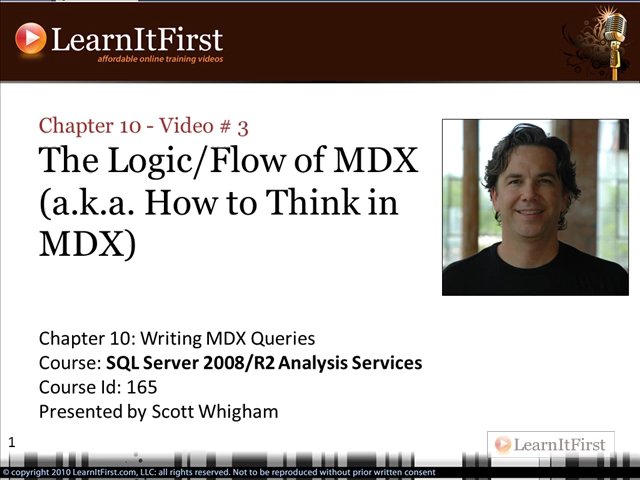 LearnItFirst
affordable online training videos
Chapter 10 - Video # 3
The Logic/Flow of MDX
(a.k.a. How to Think in
MDX)
Chapter 10: Writing MDX Queries
Course: SQL Server 2008/R2 Analysis Services
Course Id: 165
Presented by Scott Whigham
1
LearnItFirst
© copyright 2010 LearnItFirst.com, LLC: all rights reserved. Not to be reproduced without prior written consent